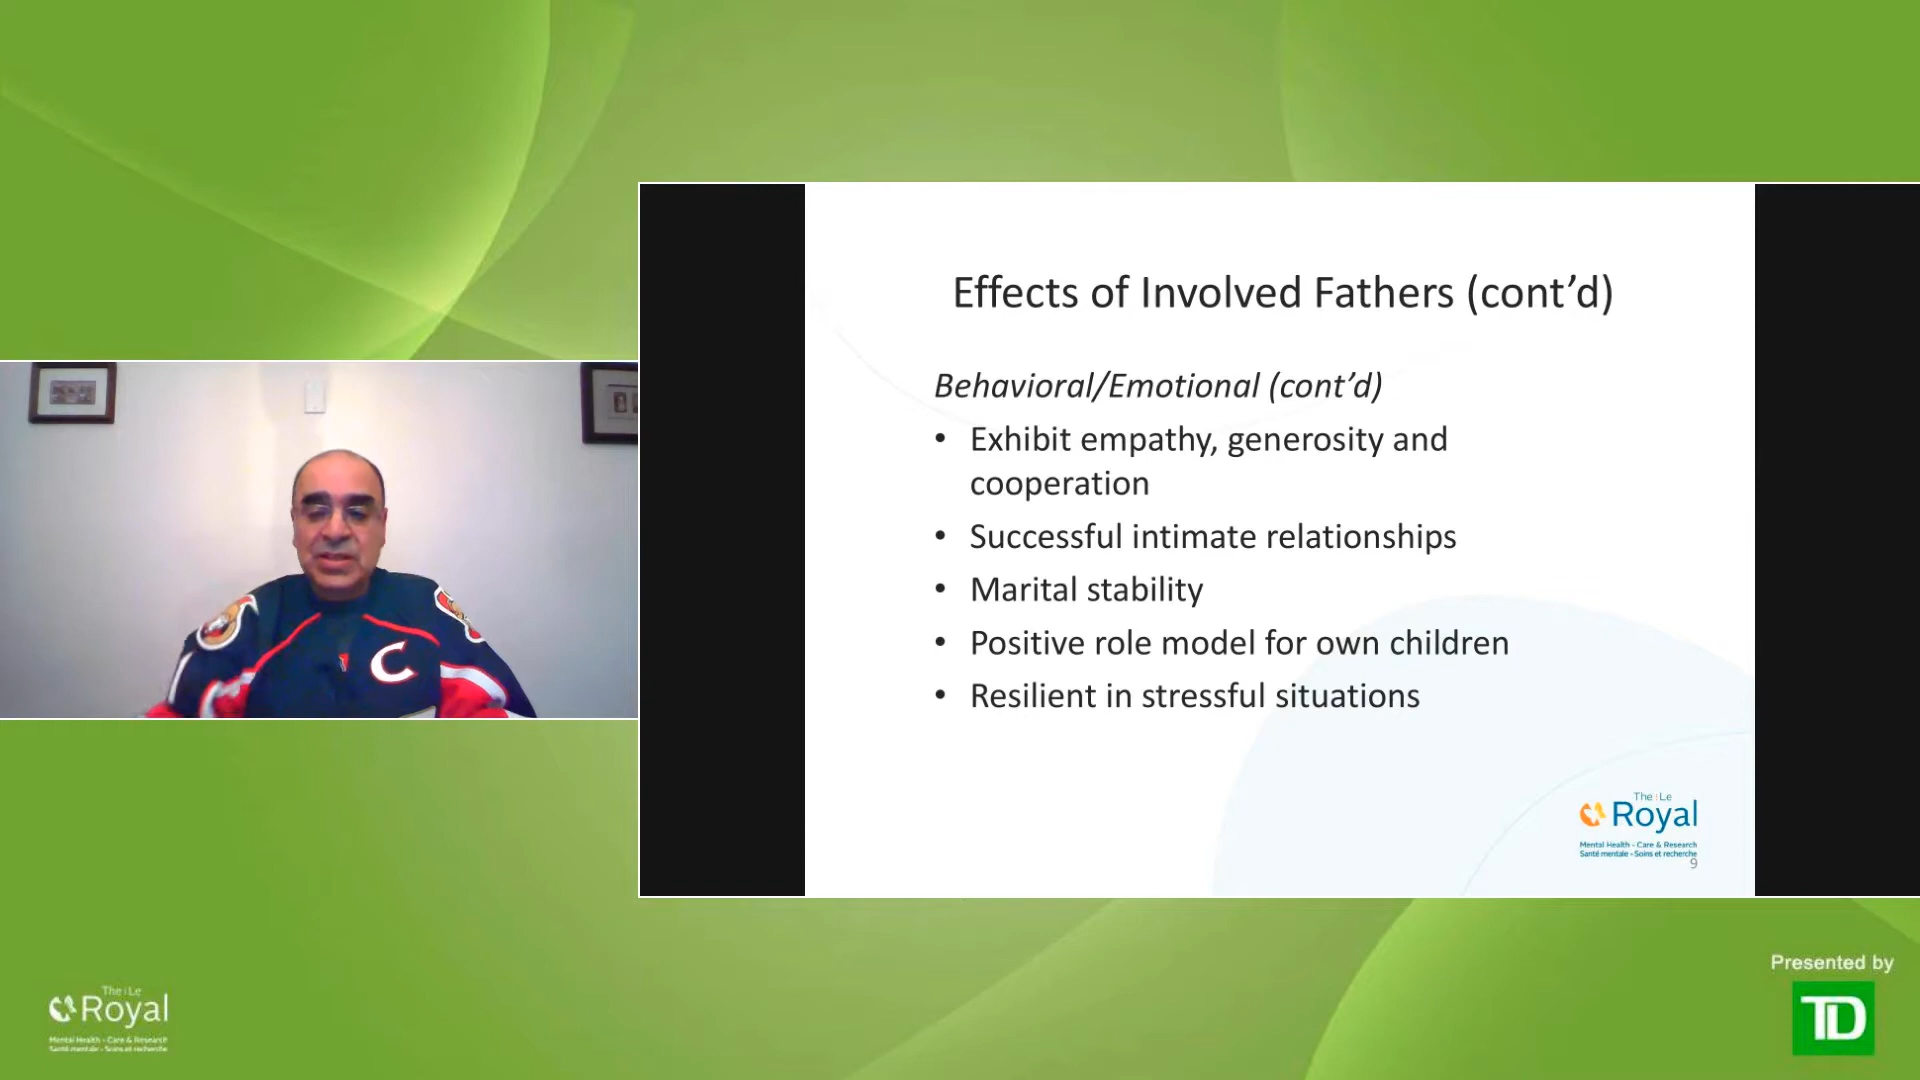 Effects of Involved Fathers (cont’d)
Behavioral/Emotional (cont’d)
• Exhibit empathy, generosity and
cooperation
• Successful intimate relationships
• Marital stability
• Positive role model for own children
• Resilient in stressful situations
The Le
Royal
Mental Health - Care & Research
Santé mentale - Soins et recherche
9
C
The Le
Royal
Mental Health - Care & Research
Santé mentale - Soins et recherche
Presented by
TD